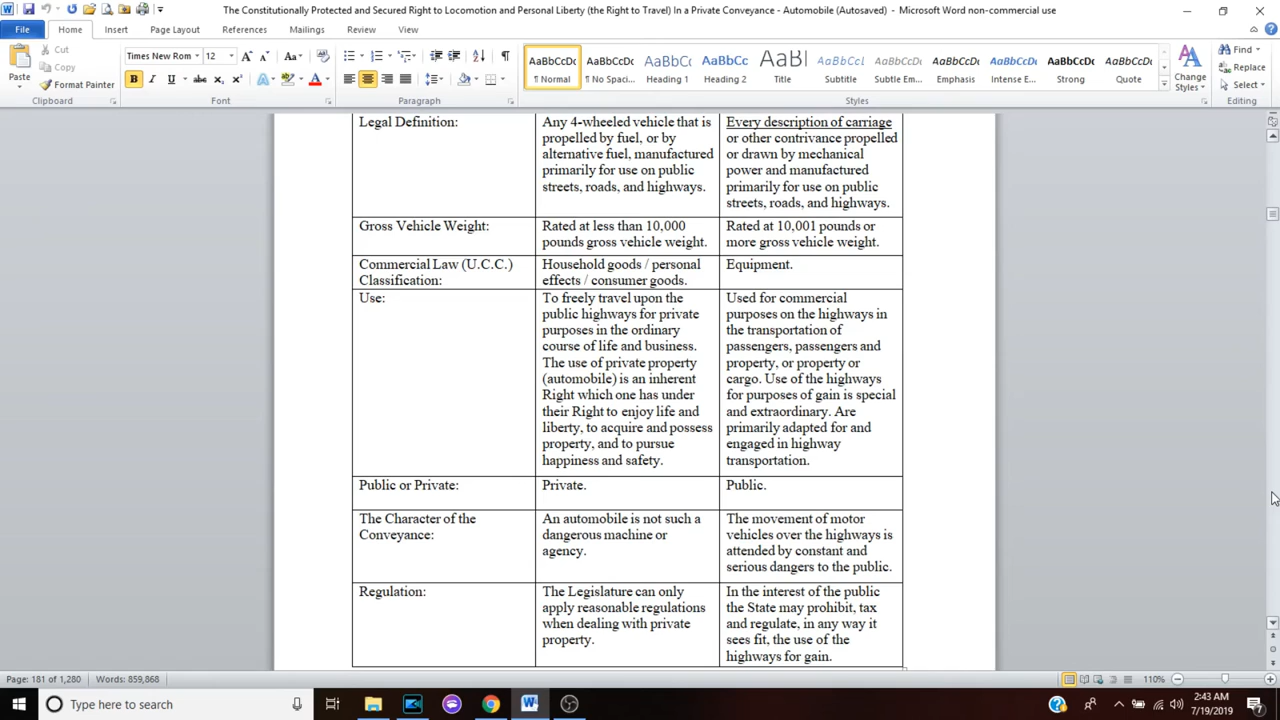 The Constitutionally Protected and Secured Right to Locomotion and Personal Liberty (the Right to Travel) In a Private Conveyance - Automobile (Autosaved) - Microsoft Word non-commercial use
File Home Insert Page Layout References Mailings Review View
Cut
Copy
Format Painter
Paste
Clipboard
Times New Rom 12
Font
Paragraph
AaBbCcDc AaBbCcDc AaBbCc AaBbCc AaB AaBbCcD AaBbCcDt AaBbCcDt AaBbCcDt AaBbCcDc AaBbCcDt
¶ Normal ¶ No Spaci... Heading 1 Heading 2 Title Subtitle Subtle Em... Emphasis Intense E... Strong Quote
Styles
Change
Styles
Find
Replace
Select
Editing
Legal Definition:
Any 4-wheeled vehicle that is
propelled by fuel, or by
alternative fuel, manufactured
primarily for use on public
streets, roads, and highways.
Every description of carriage
or other contrivance propelled
or drawn by mechanical
power and manufactured
primarily for use on public
streets, roads, and highways.
Gross Vehicle Weight:
Rated at less than 10,000
pounds gross vehicle weight.
Rated at 10,001 pounds or
more gross vehicle weight.
Commercial Law (U.C.C.)
Classification:
Household goods / personal
effects / consumer goods.
Equipment.
Use:
To freely travel upon the
public highways for private
purposes in the ordinary
course of life and business.
The use of private property
(automobile) is an inherent
Right which one has under
their Right to enjoy life and
liberty, to acquire and possess
property, and to pursue
happiness and safety.
Used for commercial
purposes on the highways in
the transportation of
passengers, passengers and
property, or property or
cargo. Use of the highways
for purposes of gain is special
and extraordinary. Are
primarily adapted for and
engaged in highway
transportation.
Public or Private:
Private.
Public.
The Character of the
Conveyance:
An automobile is not such a
dangerous machine or
agency.
The movement of motor
vehicles over the highways is
attended by constant and
serious dangers to the public.
Regulation:
The Legislature can only
apply reasonable regulations
when dealing with private
property.
In the interest of the public
the State may prohibit, tax
and regulate, in any way it
sees fit, the use of the
highways for gain.
Page: 181 of 1,280 Words: 859,868
110%
Type here to search
2:43 AM
7/19/2019